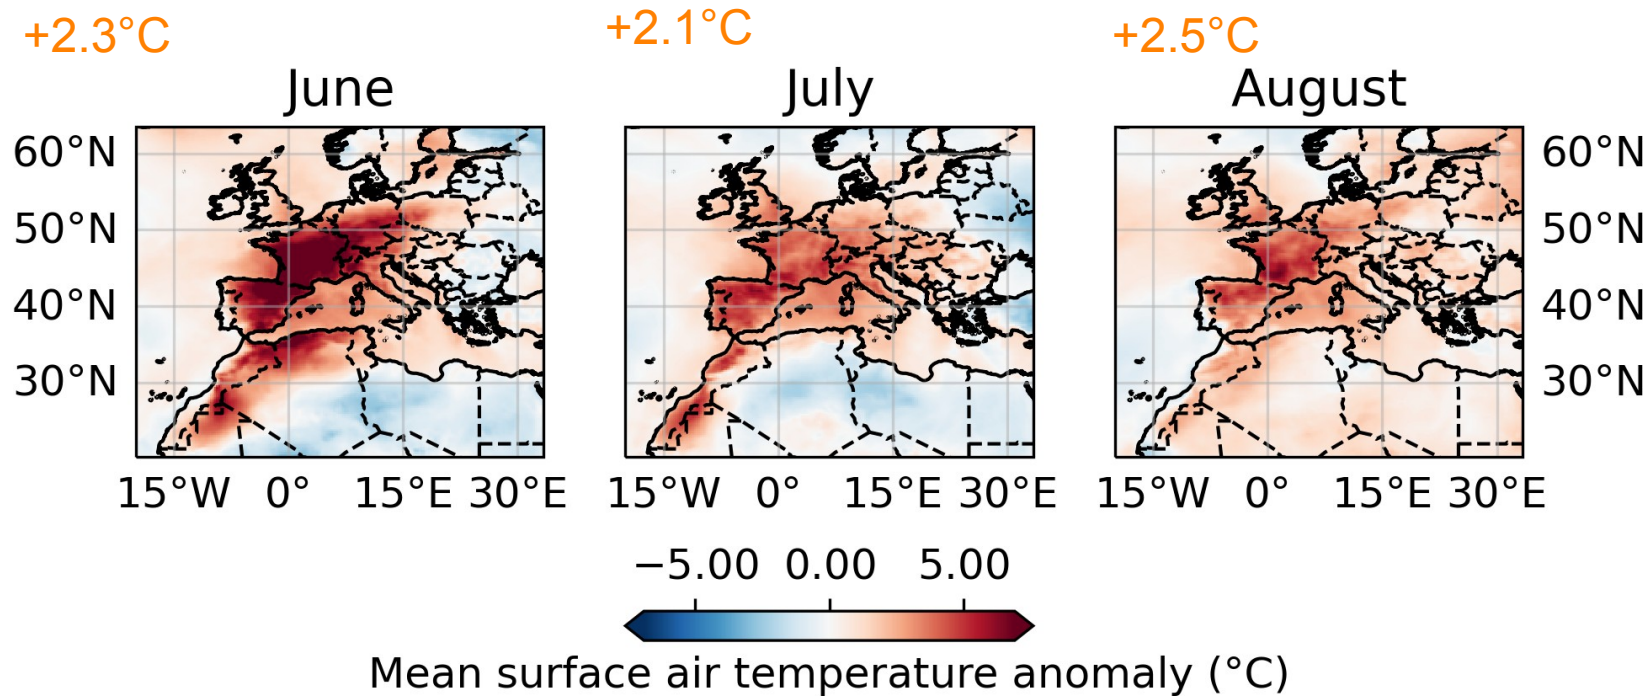 +2.3°C
+2.1°C
+2.5°C
June
July
August
60°N
50°N
40°N
30°N
60°N
50°N
40°N
30°N
15°W 0° 15°E 30°E
15°W 0° 15°E 30°E
15°W 0° 15°E 30°E
−5.00 0.00 5.00
Mean surface air temperature anomaly (°C)